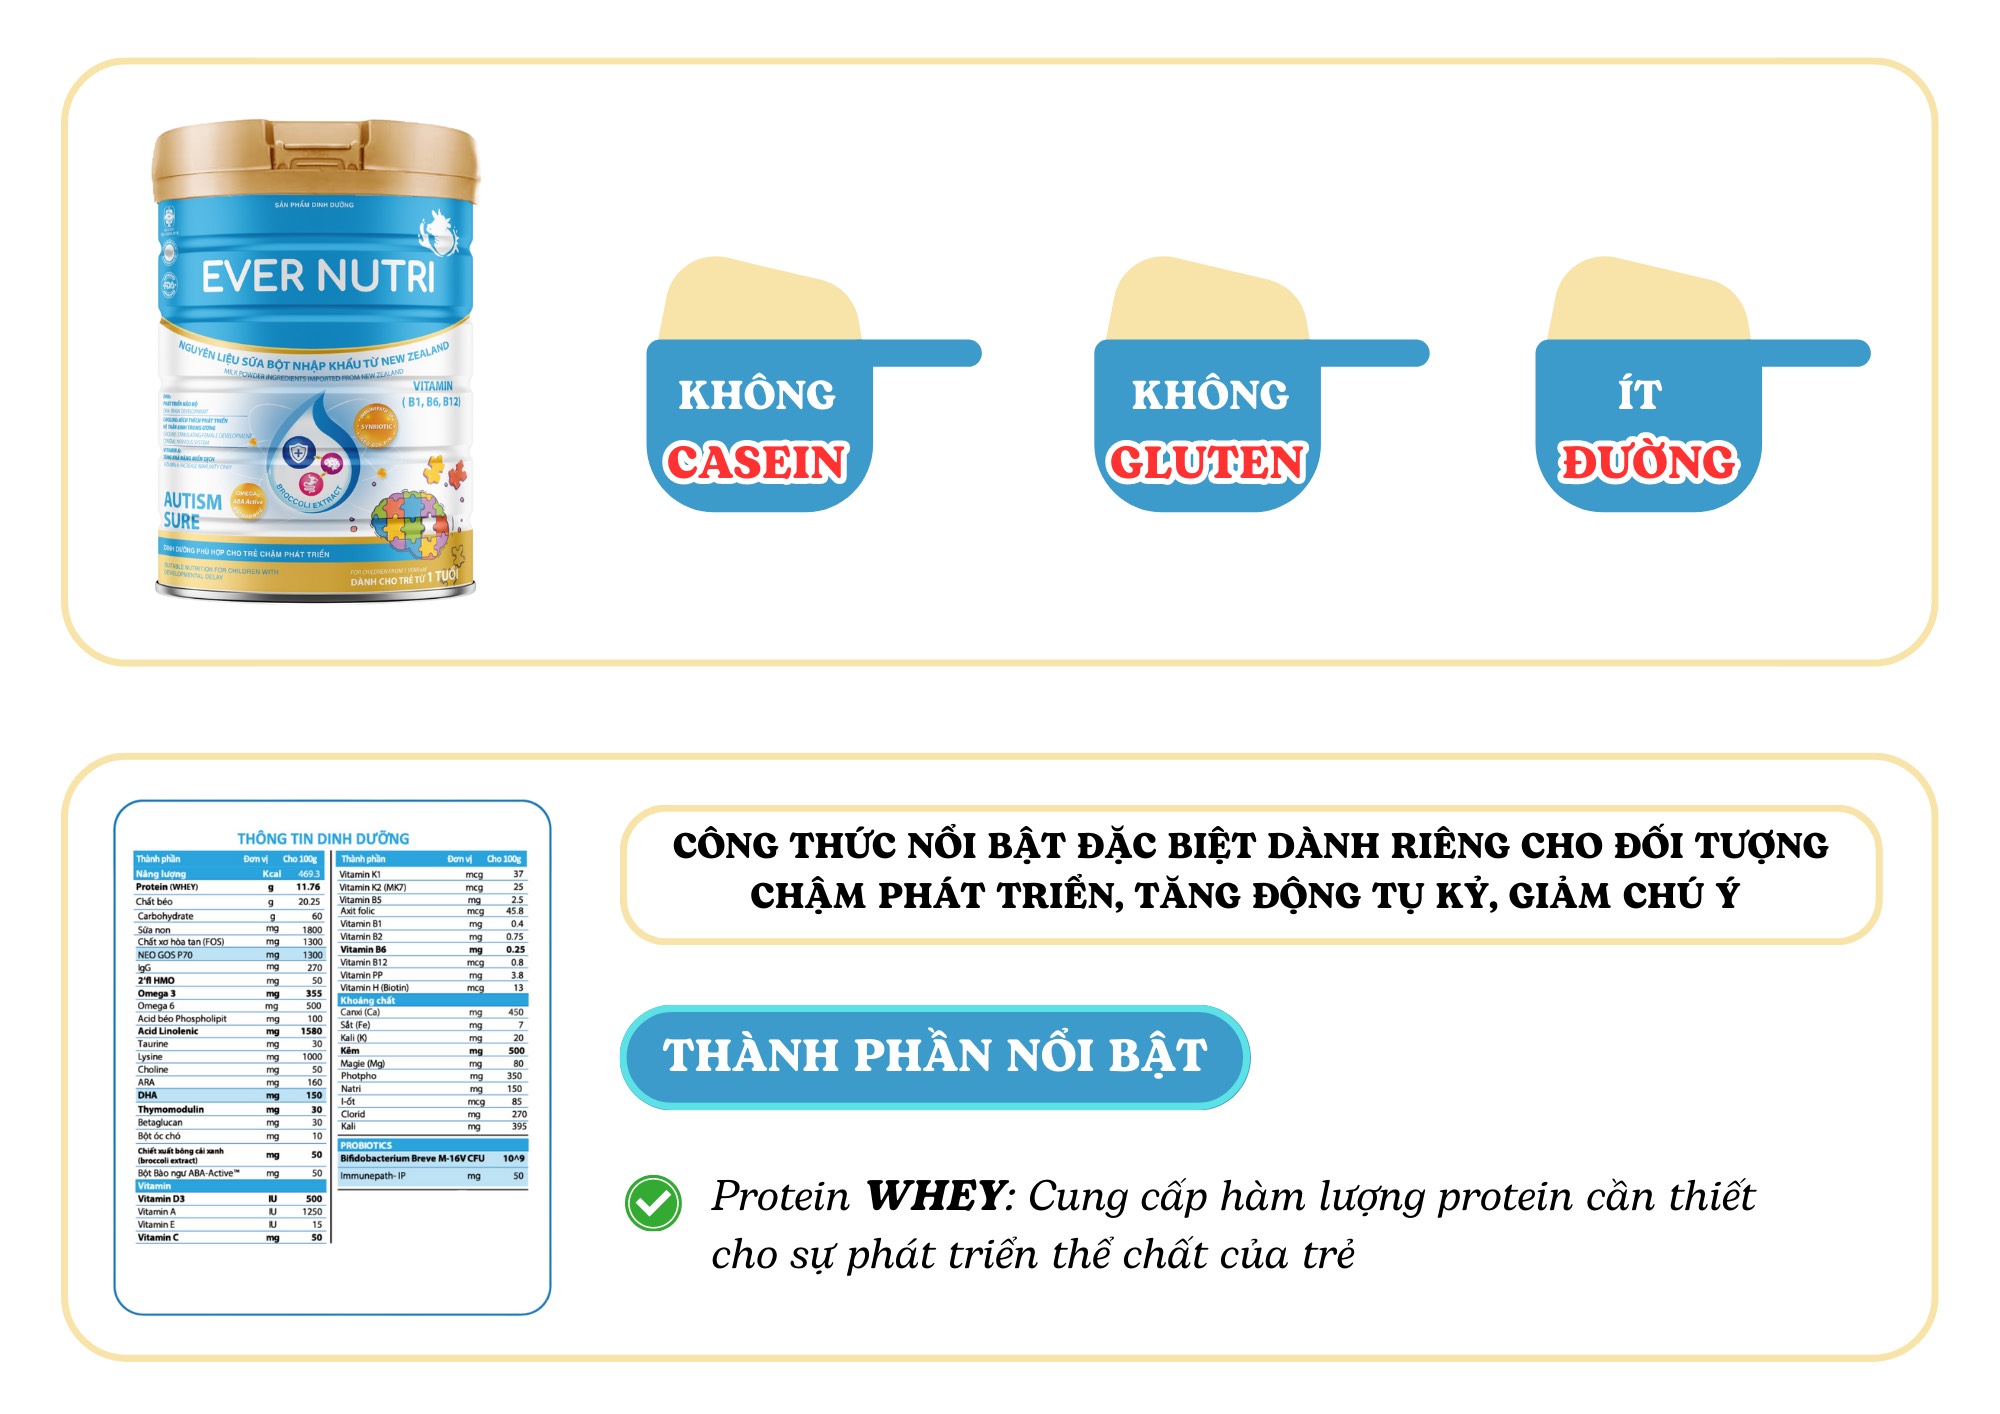 SẢN PHẨM DINH DƯỠNG
EVER NUTRI
NGUYÊN LIỆU SỮA BỘT NHẬP KHẨU TỪ NEW ZEALAND
MILK POWDER INGREDIENTS IMPORTED FROM NEW ZEALAND
VITAMIN
( B1, B6, B12)
SYNBIOTIC
BROCCOLI EXTRACT
ABA Active
AUTISM
SURE
DINH DƯỠNG PHÙ HỢP CHO TRẺ CHẬM PHÁT TRIỂN
SUITABLE NUTRITION FOR CHILDREN WITH
DEVELOPMENTAL DELAY
DÀNH CHO TRẺ TỪ 1 TUỔI
KHÔNG
CASEIN
KHÔNG
GLUTEN
ÍT
ĐƯỜNG
THÔNG TIN DINH DƯỠNG
Thành phần Đơn vị Cho 100g
Năng lượng Kcal 469.3
Protein (WHEY) g 11.76
Chất béo g 20.25
Carbohydrate g 60
Sữa non mg 1800
Chất xơ hòa tan (FOS) mg 1300
NEO GOS P70 mg 1300
IgG mg 270
2'fl HMO mg 50
Omega 3 mg 355
Omega 6 mg 500
Acid béo Phospholipit mg 100
Acid Linolenic mg 1580
Taurine mg 30
Lysine mg 1000
Choline mg 50
ARA mg 160
DHA mg 150
Thymomodulin mg 30
Betaglucan mg 30
Bột óc chó mg 10
Chiết xuất bông cải xanh
(broccoli extract) mg 50
Bột Bào ngư ABA-Active™ mg 50
Vitamin
Vitamin D3 IU 500
Vitamin A IU 1250
Vitamin E IU 15
Vitamin C mg 50
Thành phần Đơn vị Cho 100g
Vitamin K1 mcg 37
Vitamin K2 (MK7) mcg 25
Vitamin B5 mg 2.5
Axit folic mcg 45.8
Vitamin B1 mg 0.4
Vitamin B2 mg 0.75
Vitamin B6 mg 0.25
Vitamin B12 mcg 0.8
Vitamin PP mg 3.8
Vitamin H (Biotin) mcg 13
Khoáng chất
Canxi (Ca) mg 450
Sắt (Fe) mg 7
Kali (K) mg 20
Kẽm mg 500
Magie (Mg) mg 80
Photpho mg 350
Natri mg 150
I-ốt mcg 85
Clorid mg 270
Kali mg 395
PROBIOTICS
Bifidobacterium Breve M-16V CFU 10^9
Immunepath- IP mg 50
CÔNG THỨC NỔI BẬT ĐẶC BIỆT DÀNH RIÊNG CHO ĐỐI TƯỢNG
CHẬM PHÁT TRIỂN, TĂNG ĐỘNG TỰ KỶ, GIẢM CHÚ Ý
THÀNH PHẦN NỔI BẬT
Protein WHEY: Cung cấp hàm lượng protein cần thiết
cho sự phát triển thể chất của trẻ